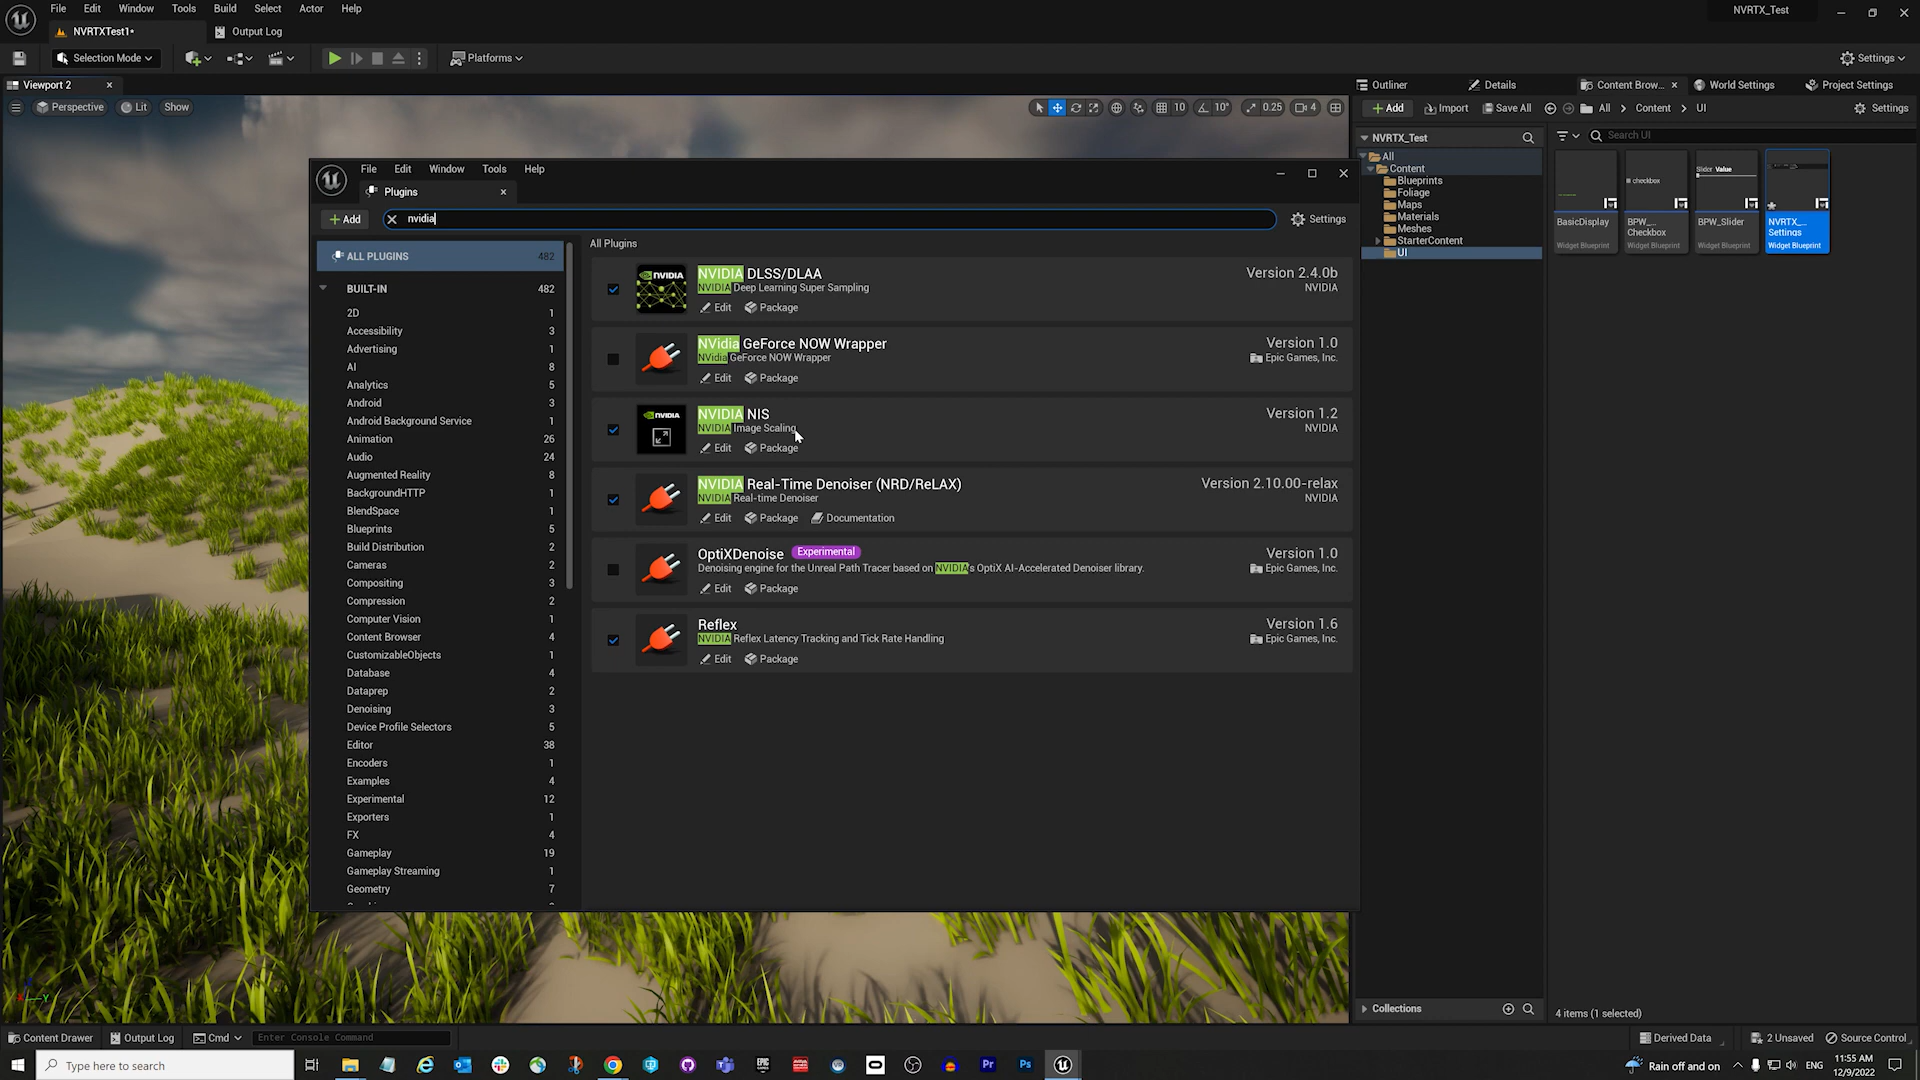 File Edit Window Tools Build Select Actor Help
NVRTX_Test
NVRTXTest1*
Output Log
Selection Mode
Platforms
Settings
Viewport 2
Outliner
Details
Content Brow...
World Settings
Project Settings
Perspective
Lit
Show
10
10°
0.25
4
Add
Import
Save All
All
Content
UI
Settings
NVRTX_Test
Search UI
All
Content
Blueprints
Foliage
Maps
Materials
Meshes
StarterContent
UI
checkbox
Slider Value
BasicDisplay
Widget Blueprint
BPW_
Checkbox
Widget Blueprint
BPW_Slider
Widget Blueprint
NVRTX_
Settings
Widget Blueprint
File Edit Window Tools Help
Plugins
Add
nvidia
Settings
ALL PLUGINS 482
BUILT-IN 482
2D 1
Accessibility 3
Advertising 1
AI 8
Analytics 5
Android 3
Android Background Service 1
Animation 26
Audio 24
Augmented Reality 8
BackgroundHTTP 1
BlendSpace 1
Blueprints 5
Build Distribution 2
Cameras 2
Compositing 3
Compression 2
Computer Vision 1
Content Browser 4
CustomizableObjects 1
Database 4
Dataprep 2
Denoising 3
Device Profile Selectors 5
Editor 38
Encoders 1
Examples 4
Experimental 12
Exporters 1
FX 4
Gameplay 19
Gameplay Streaming 1
Geometry 7
All Plugins
NVIDIA
NVIDIA DLSS/DLAA
NVIDIA Deep Learning Super Sampling
Edit Package
Version 2.4.0b
NVIDIA
NVidia GeForce NOW Wrapper
NVidia GeForce NOW Wrapper
Edit Package
Version 1.0
Epic Games, Inc.
NVIDIA
NVIDIA NIS
NVIDIA Image Scaling
Edit Package
Version 1.2
NVIDIA
NVIDIA Real-Time Denoiser (NRD/ReLAX)
NVIDIA Real-time Denoiser
Edit Package Documentation
Version 2.10.00-relax
NVIDIA
OptiXDenoise Experimental
Denoising engine for the Unreal Path Tracer based on NVIDIA's OptiX AI-Accelerated Denoiser library.
Edit Package
Version 1.0
Epic Games, Inc.
Reflex
NVIDIA Reflex Latency Tracking and Tick Rate Handling
Edit Package
Version 1.6
Epic Games, Inc.
X
Y
Collections
4 items (1 selected)
Content Drawer
Output Log
Cmd
Enter Console Command
Derived Data
2 Unsaved
Source Control
Type here to search
EPIC
Pr
Ps
Rain off and on
ENG
11:55 AM
12/9/2022